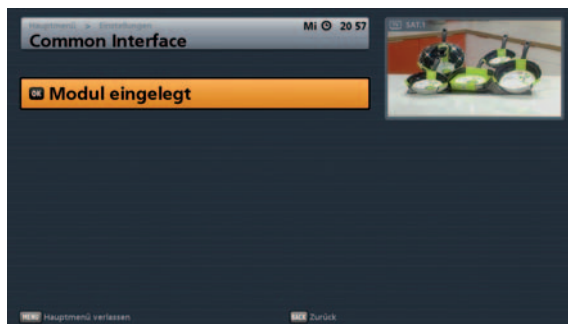 Hauptmenü > Einstellungen
Mi 20 57
Common Interface
SAT.1
OK Modul eingelegt
MENU Hauptmenü verlassen
BACK Zurück